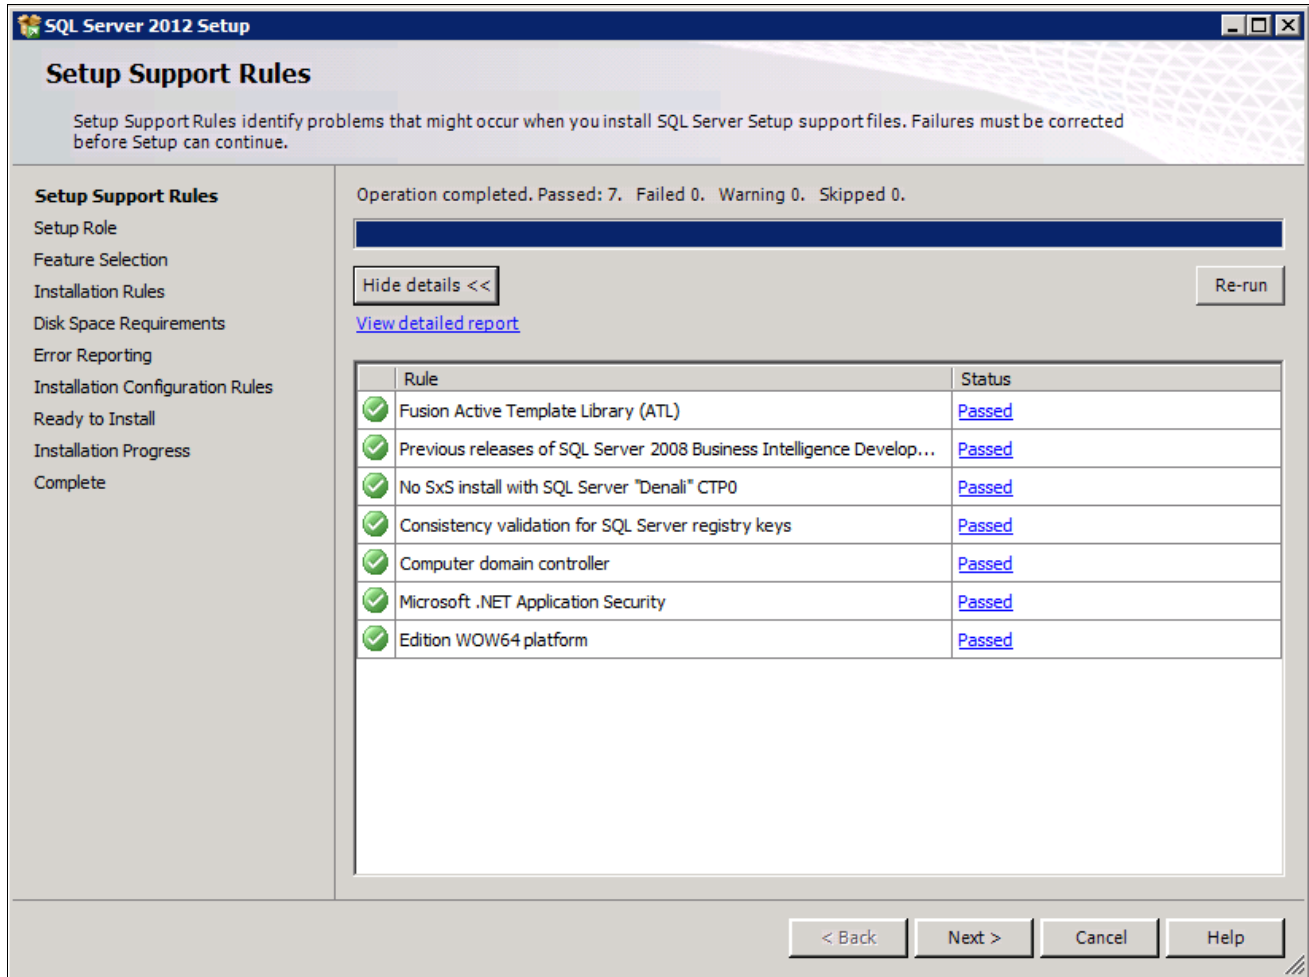 SQL Server 2012 Setup
Setup Support Rules
Setup Support Rules identify problems that might occur when you install SQL Server Setup support files. Failures must be corrected
before Setup can continue.
Setup Support Rules
Setup Role
Feature Selection
Installation Rules
Disk Space Requirements
Error Reporting
Installation Configuration Rules
Ready to Install
Installation Progress
Complete
Operation completed. Passed: 7. Failed 0. Warning 0. Skipped 0.
Hide details <<
Re-run
View detailed report
Rule Status
Fusion Active Template Library (ATL) Passed
Previous releases of SQL Server 2008 Business Intelligence Develop... Passed
No SxS install with SQL Server "Denali" CTP0 Passed
Consistency validation for SQL Server registry keys Passed
Computer domain controller Passed
Microsoft .NET Application Security Passed
Edition WOW64 platform Passed
< Back Next > Cancel Help